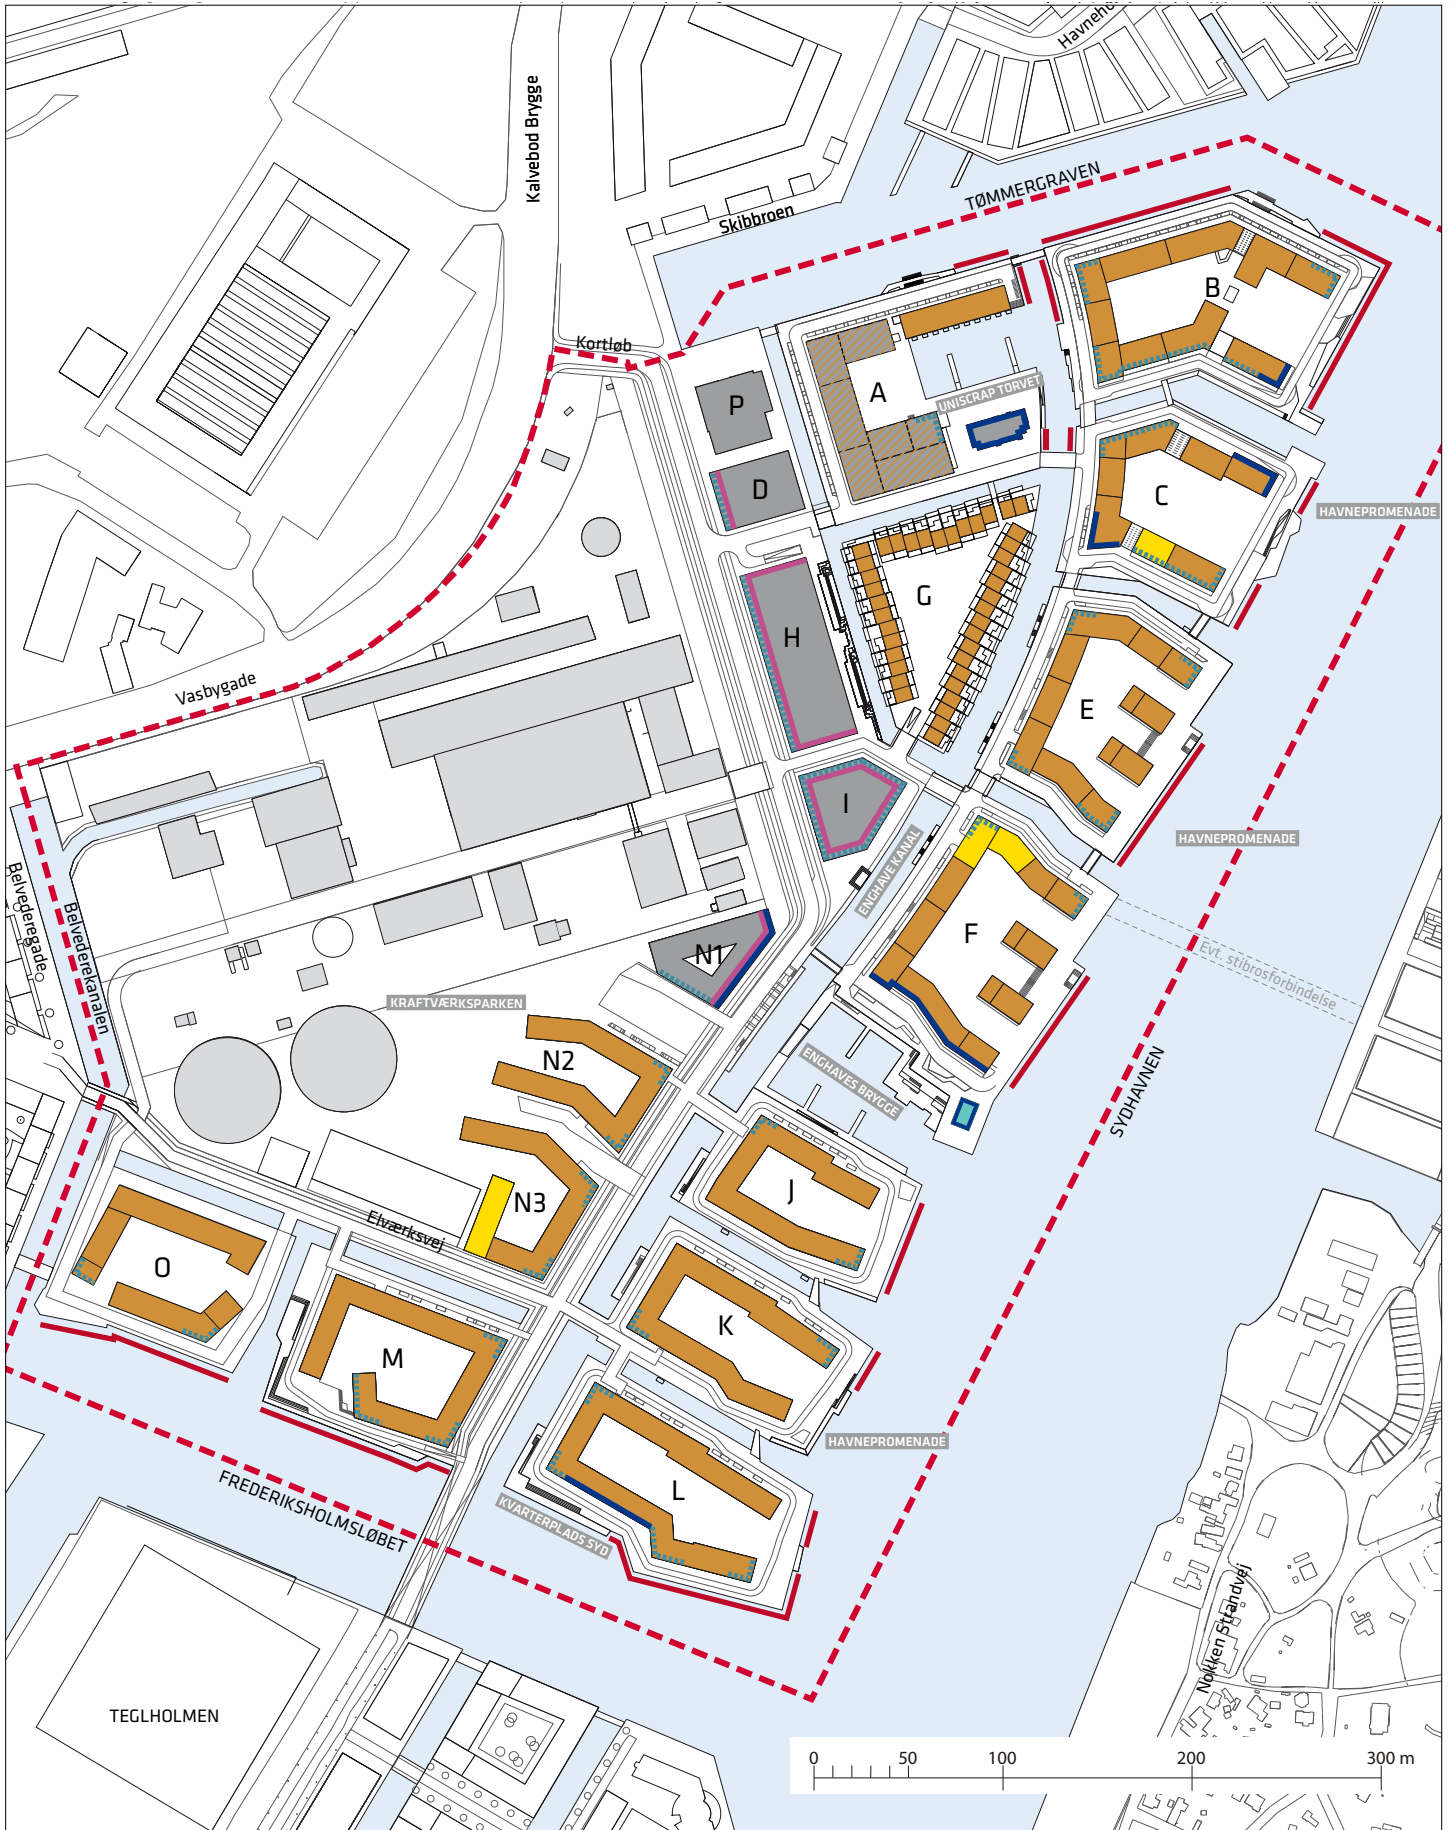 Havneho
Kalvebod Brygge
Skibbroen
TØMMERGRAVEN
B
Kortløb
A
UNISCRAP TORVET
P
D
C
HAVNEPROMENADE
G
H
Vasbygade
E
I
HAVNEPROMENADE
ENGHAVE KANAL
Belvederegade
Belvederekanalen
F
N1
Evt. stibrosforbindelse
KRAFTVÆRKSPARKEN
N2
ENGHAVES BRYGGE
SYDHAVNEN
N3
J
Elværksvej
O
K
M
HAVNEPROMENADE
L
FREDERIKSHOLMSLØBET
KVARTERPLADS SYD
Nokken Strandvej
TEGLHOLMEN
0 50 100 200 300 m